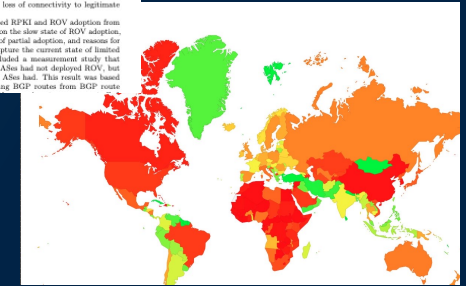 loss of connectivity to legitimate
ed RPKI and ROV adoption from
on the slow state of ROV adoption,
of partial adoption, and reasons for
pture the current state of limited
luded a measurement study that
ASes had not deployed ROV, but
ASes had. This result was based
ng BGP routes from BGP route